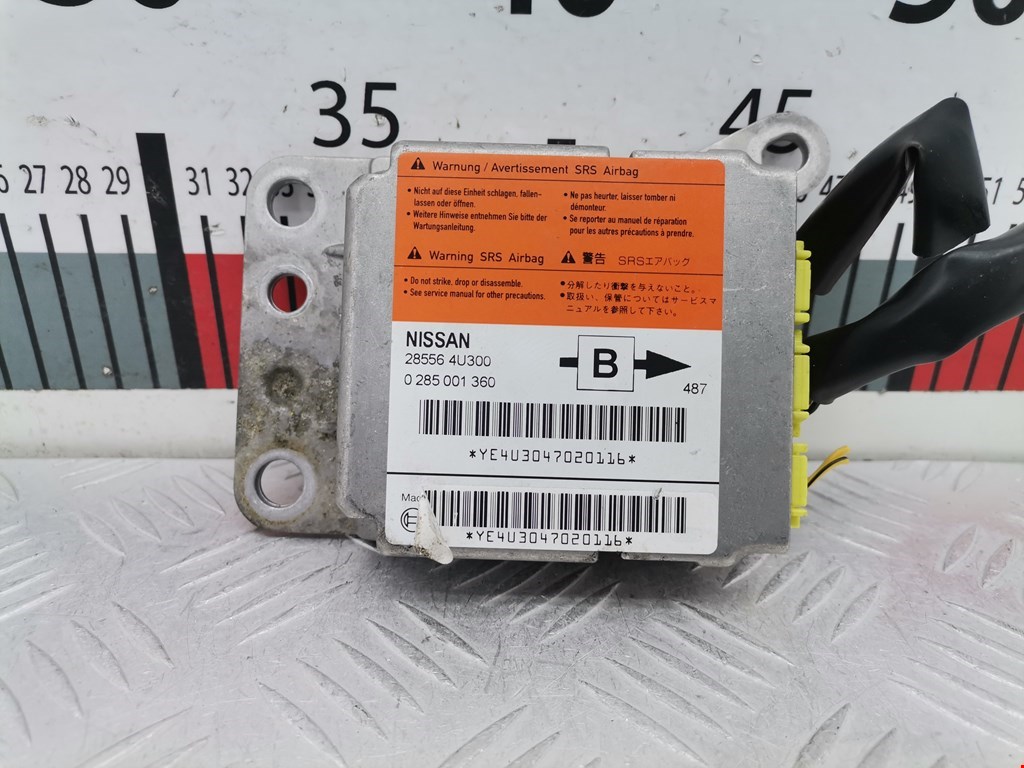 35
45
27 28 29 31 32
51
⚠ Warnung / Avertissement SRS Airbag
• Nicht auf diese Einheit schlagen, fallen-
lassen oder öffnen.
• Weitere Hinweise entnehmen Sie bitte der
Wartungsanleitung.
• Ne pas heurter, laisser tomber ni
démonteur.
• Se reporter au manuel de réparation
pour les autres précautions à prendre.
⚠ Warning SRS Airbag
• Do not strike, drop or disassemble.
• See service manual for other precautions.
⚠ 警告 SRSエアバッグ
•分解したり衝撃を与えないこと。
•取扱い、保管についてはサービスマ
ニュアルを参照して下さい。
NISSAN
28556 4U300
0 285 001 360
B
487
*YE4U3047020116*
*YE4U3047020116*